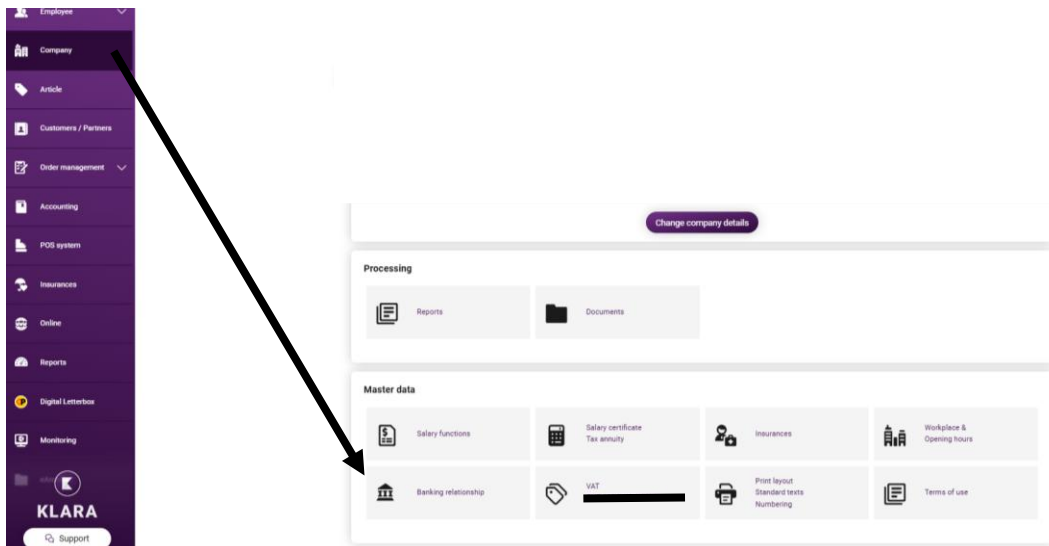 Employee
Company
Article
Customers / Partners
Order management
Accounting
POS system
Insurances
Online
Reports
Digital Letterbox
Monitoring
KLARA
Support
Change company details
Processing
Reports
Documents
Master data
Salary functions
Salary certificate
Tax annuity
Insurances
Workplace &
Opening hours
Banking relationship
VAT
Print layout
Standard texts
Numbering
Terms of use